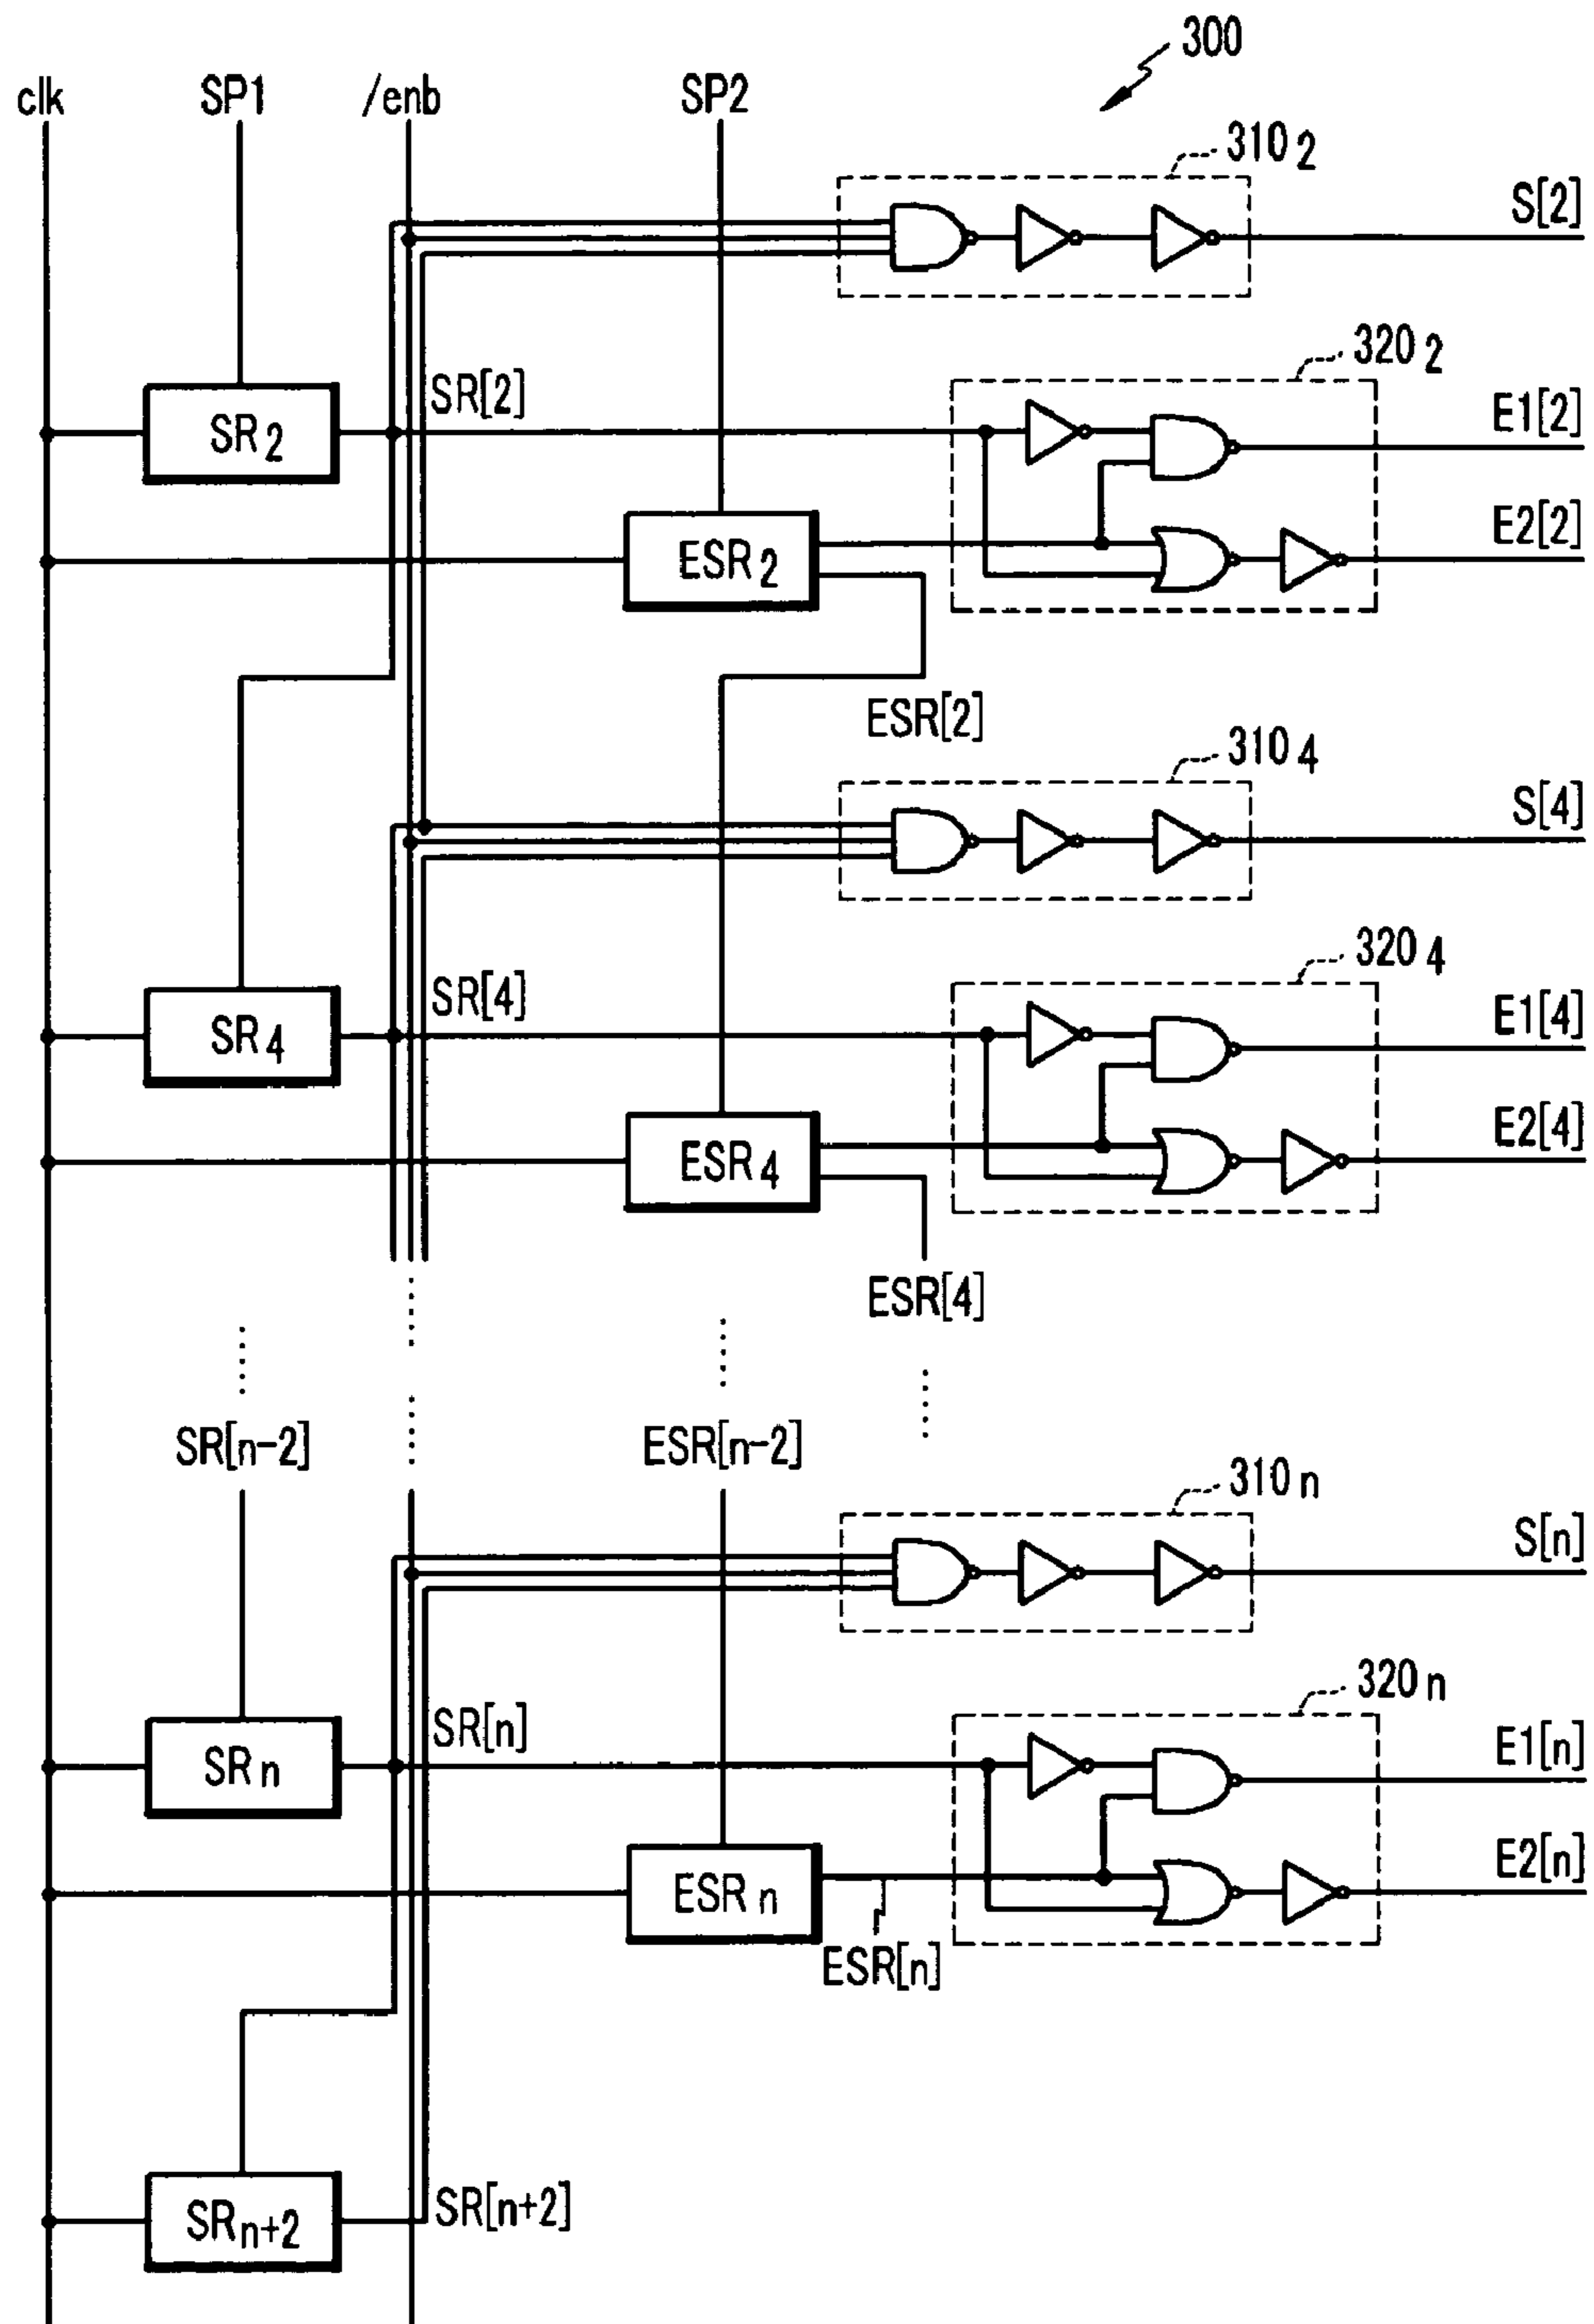 300
clk SP1 /enb SP2
310 2
S[2]
320 2
SR[2]
E1[2]
SR 2
E2[2]
ESR 2
ESR[2]
310 4
S[4]
320 4
SR[4]
E1[4]
SR 4
E2[4]
ESR 4
ESR[4]
SR[n-2] ESR[n-2]
310 n
S[n]
320 n
SR[n]
E1[n]
SR n
E2[n]
ESR n
ESR[n]
SR n+2 SR[n+2]